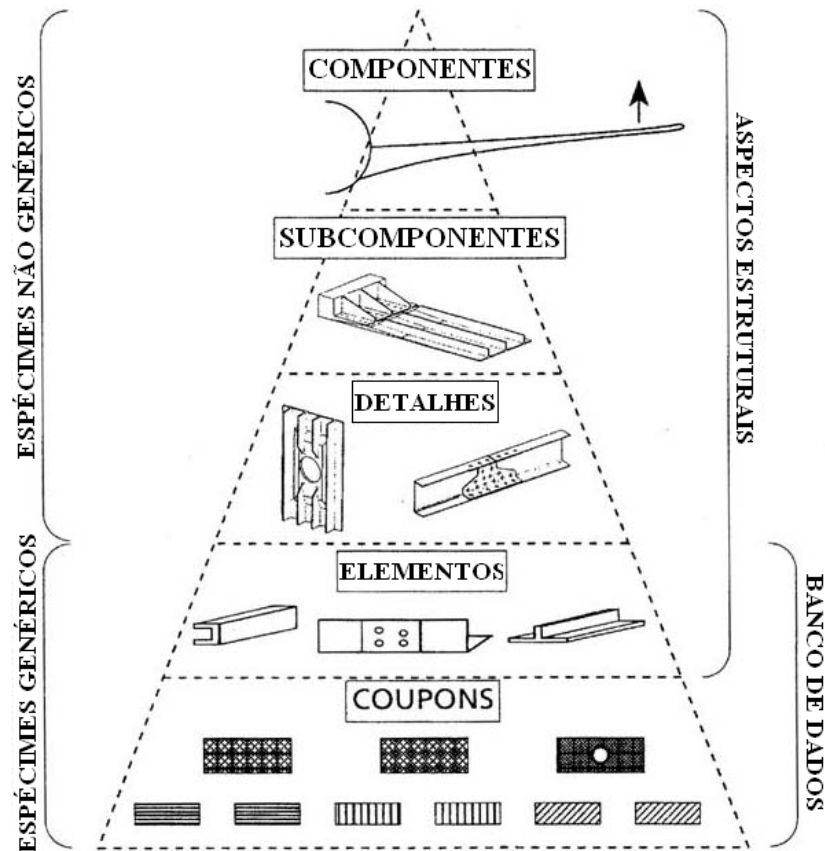 COMPONENTES
SUBCOMPONENTES
DETALHES
ELEMENTOS
COUPONS
ESPÉCIMES NÃO GENÉRICOS
ESPÉCIMES GENÉRICOS
ASPECTOS ESTRUTURAIS
BANCO DE DADOS